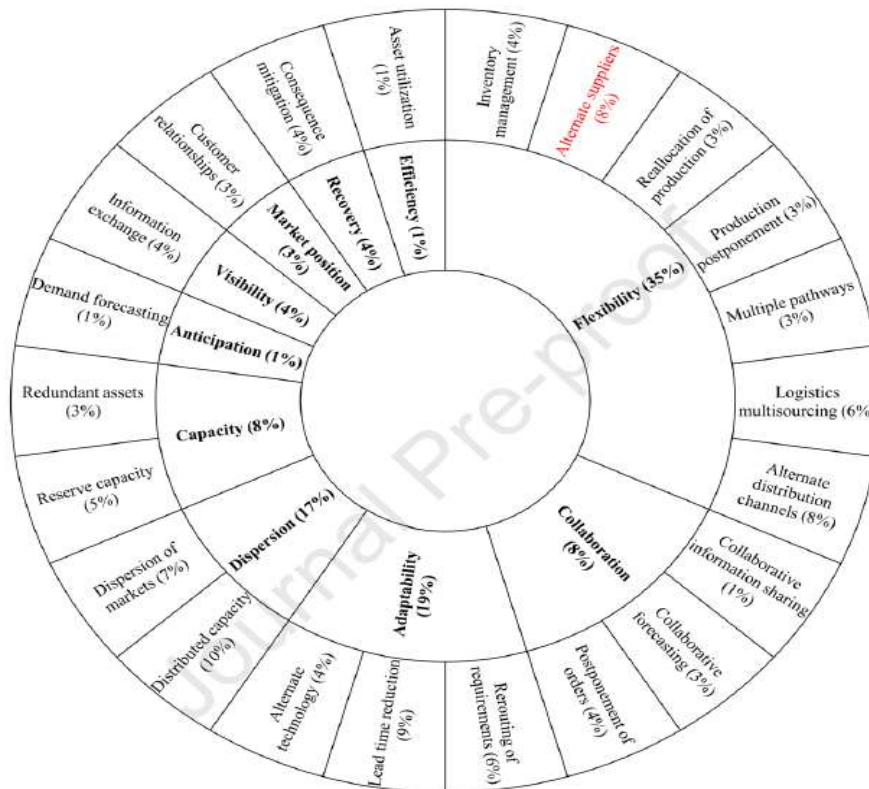 Inventory
management (4%)
Alternate suppliers
(8%)
Reallocation of
production (3%)
Production
postponement (3%)
Multiple pathways
(3%)
Logistics
multisourcing (6%)
Alternate
distribution
channels (8%)
Collaborative
information sharing
(1%)
Collaborative
forecasting (3%)
Postponement of
orders (4%)
Rerouting of
requirements (6%)
Lead time reduction
(9%)
Alternate
technology (4%)
Distributed capacity
(10%)
Dispersion of
markets (7%)
Reserve capacity
(5%)
Redundant assets
(3%)
Demand forecasting
(1%)
Information
exchange (4%)
Customer
relationships (3%)
Consequence
mitigation (4%)
Asset utilization
(1%)
Flexibility (35%)
Collaboration
(8%)
Adaptability
(19%)
Dispersion (17%)
Capacity (8%)
Anticipation (1%)
Visibility (4%)
Market position
(3%)
Recovery (4%)
Efficiency (1%)
Journal Pre-proof